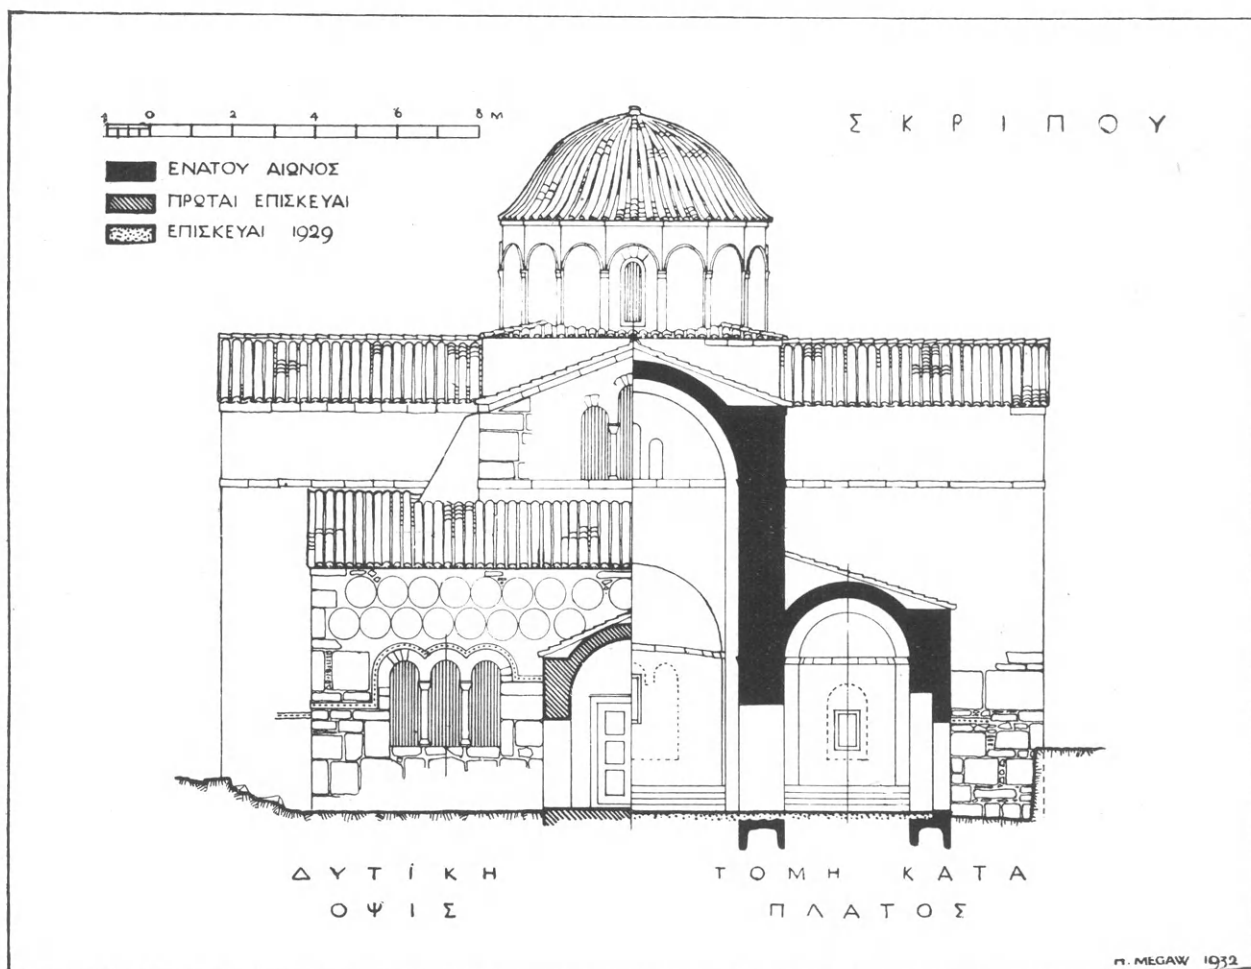 1 0 2 4 6 8 M
ΣΚΡΙΠΟΥ
ΕΝΑΤΟΥ ΑΙΩΝΟΣ
ΠΡΩΤΑΙ ΕΠΙΣΚΕΥΑΙ
ΕΠΙΣΚΕΥΑΙ 1929
ΔΥΤΙΚΗ
ΟΨΙΣ
ΤΟΜΗ ΚΑΤΑ
ΠΛΑΤΟΣ
Π. MEGAW 1932